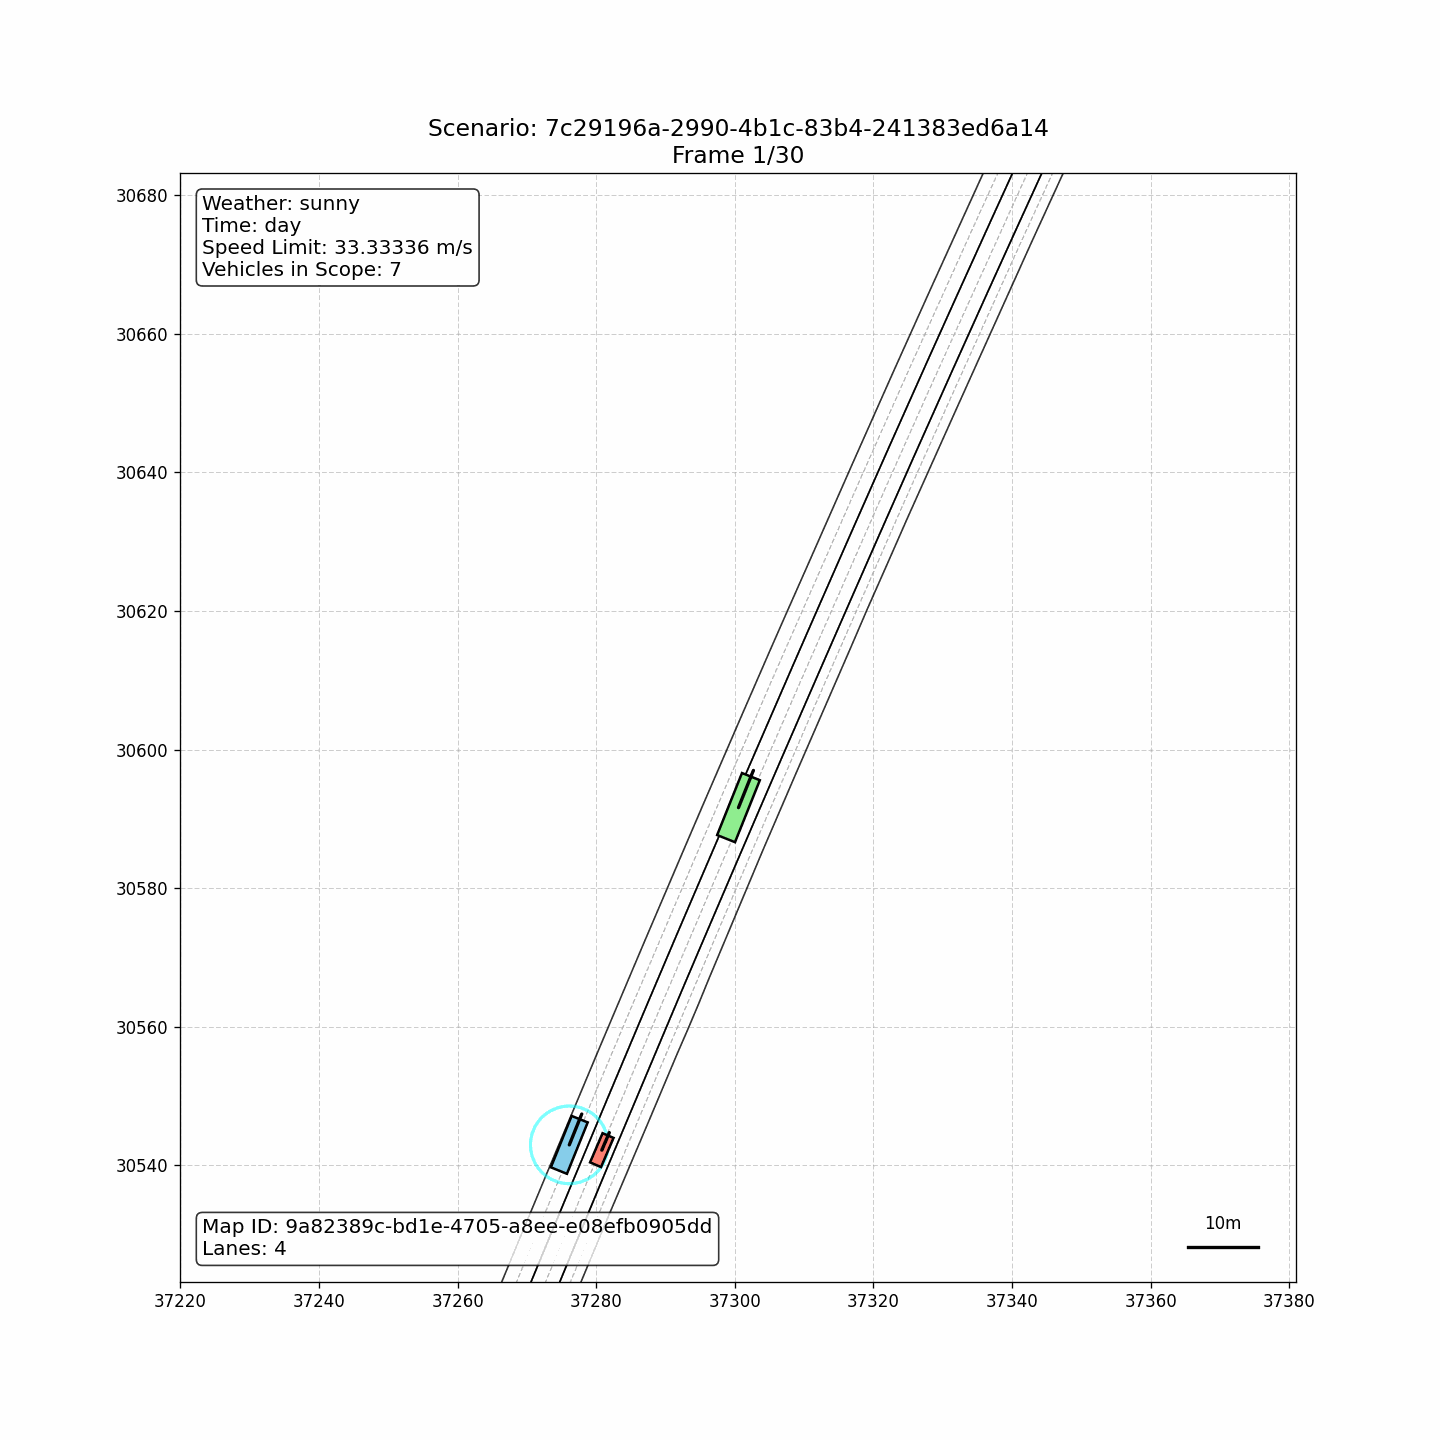 Scenario: 7c29196a-2990-4b1c-83b4-241383ed6a14
Frame 1/30
Weather: sunny
Time: day
Speed Limit: 33.33336 m/s
Vehicles in Scope: 7
30680
30660
30640
30620
30600
30580
30560
30540
10m
Map ID: 9a82389c-bd1e-4705-a8ee-e08efb0905dd
Lanes: 4
37220
37240
37260
37280
37300
37320
37340
37360
37380